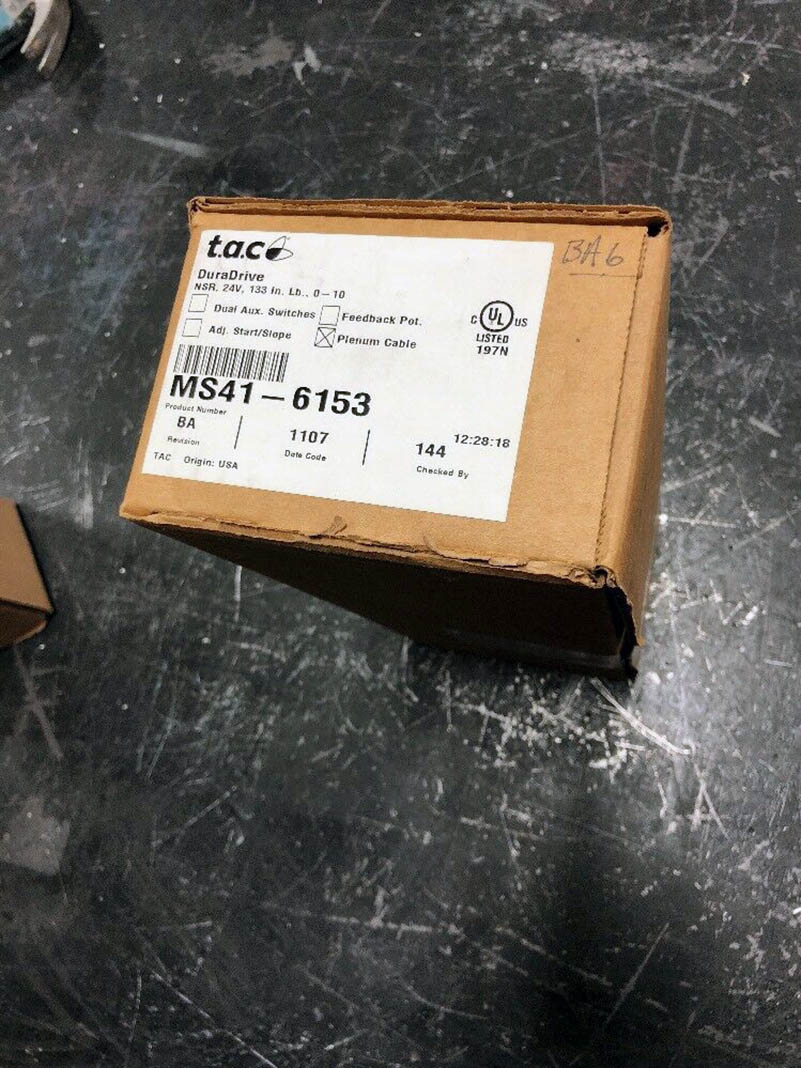 t.a.c
BA6
DuraDrive
NSR, 24V, 133 In. Lb., 0–10
Dual Aux. Switches
Feedback Pot.
Adj. Start/Slope
Plenum Cable
C UL US
LISTED
197N
MS41–6153
Product Number
BA
Revision
1107
Date Code
144
Checked By
12:28:18
TAC Origin: USA